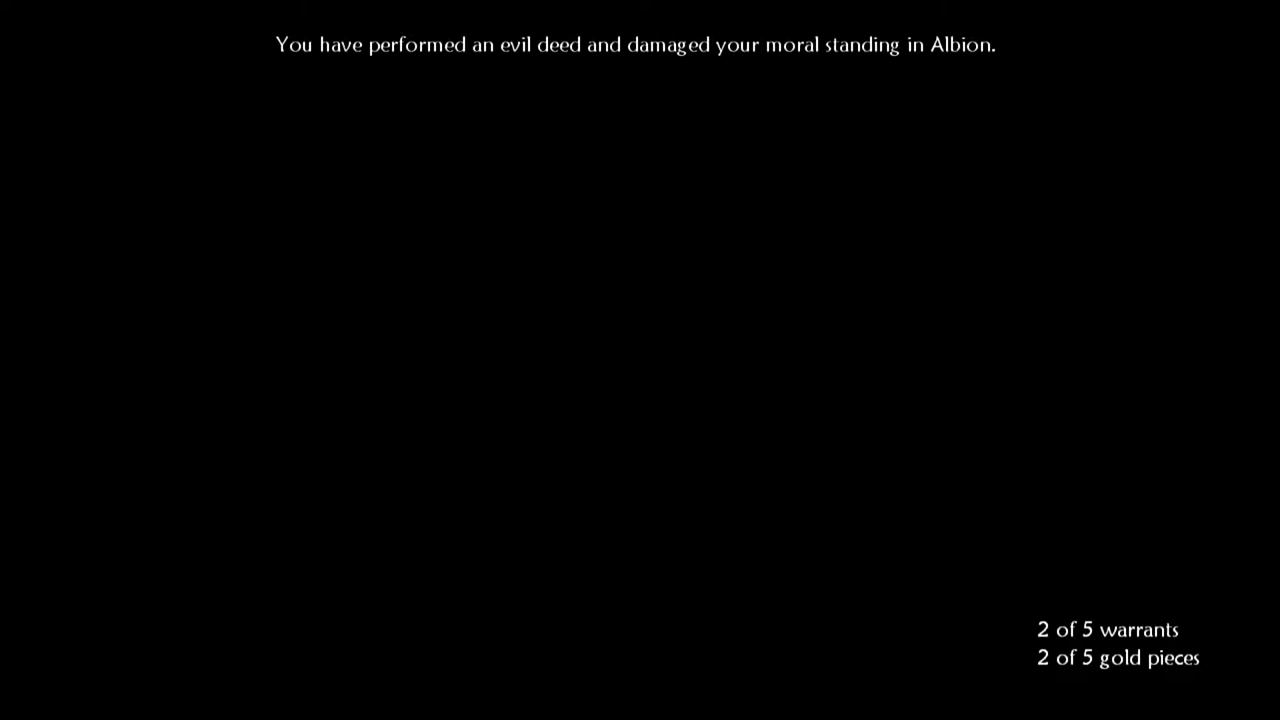 You have performed an evil deed and damaged your moral standing in Albion.
2 of 5 warrants
2 of 5 gold pieces